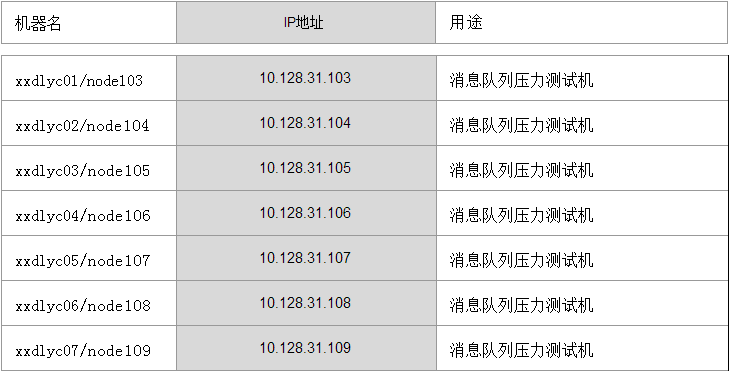 机器名 IP地址 用途
xxdlyc01/node103 10.128.31.103 消息队列压力测试机
xxdlyc02/node104 10.128.31.104 消息队列压力测试机
xxdlyc03/node105 10.128.31.105 消息队列压力测试机
xxdlyc04/node106 10.128.31.106 消息队列压力测试机
xxdlyc05/node107 10.128.31.107 消息队列压力测试机
xxdlyc06/node108 10.128.31.108 消息队列压力测试机
xxdlyc07/node109 10.128.31.109 消息队列压力测试机